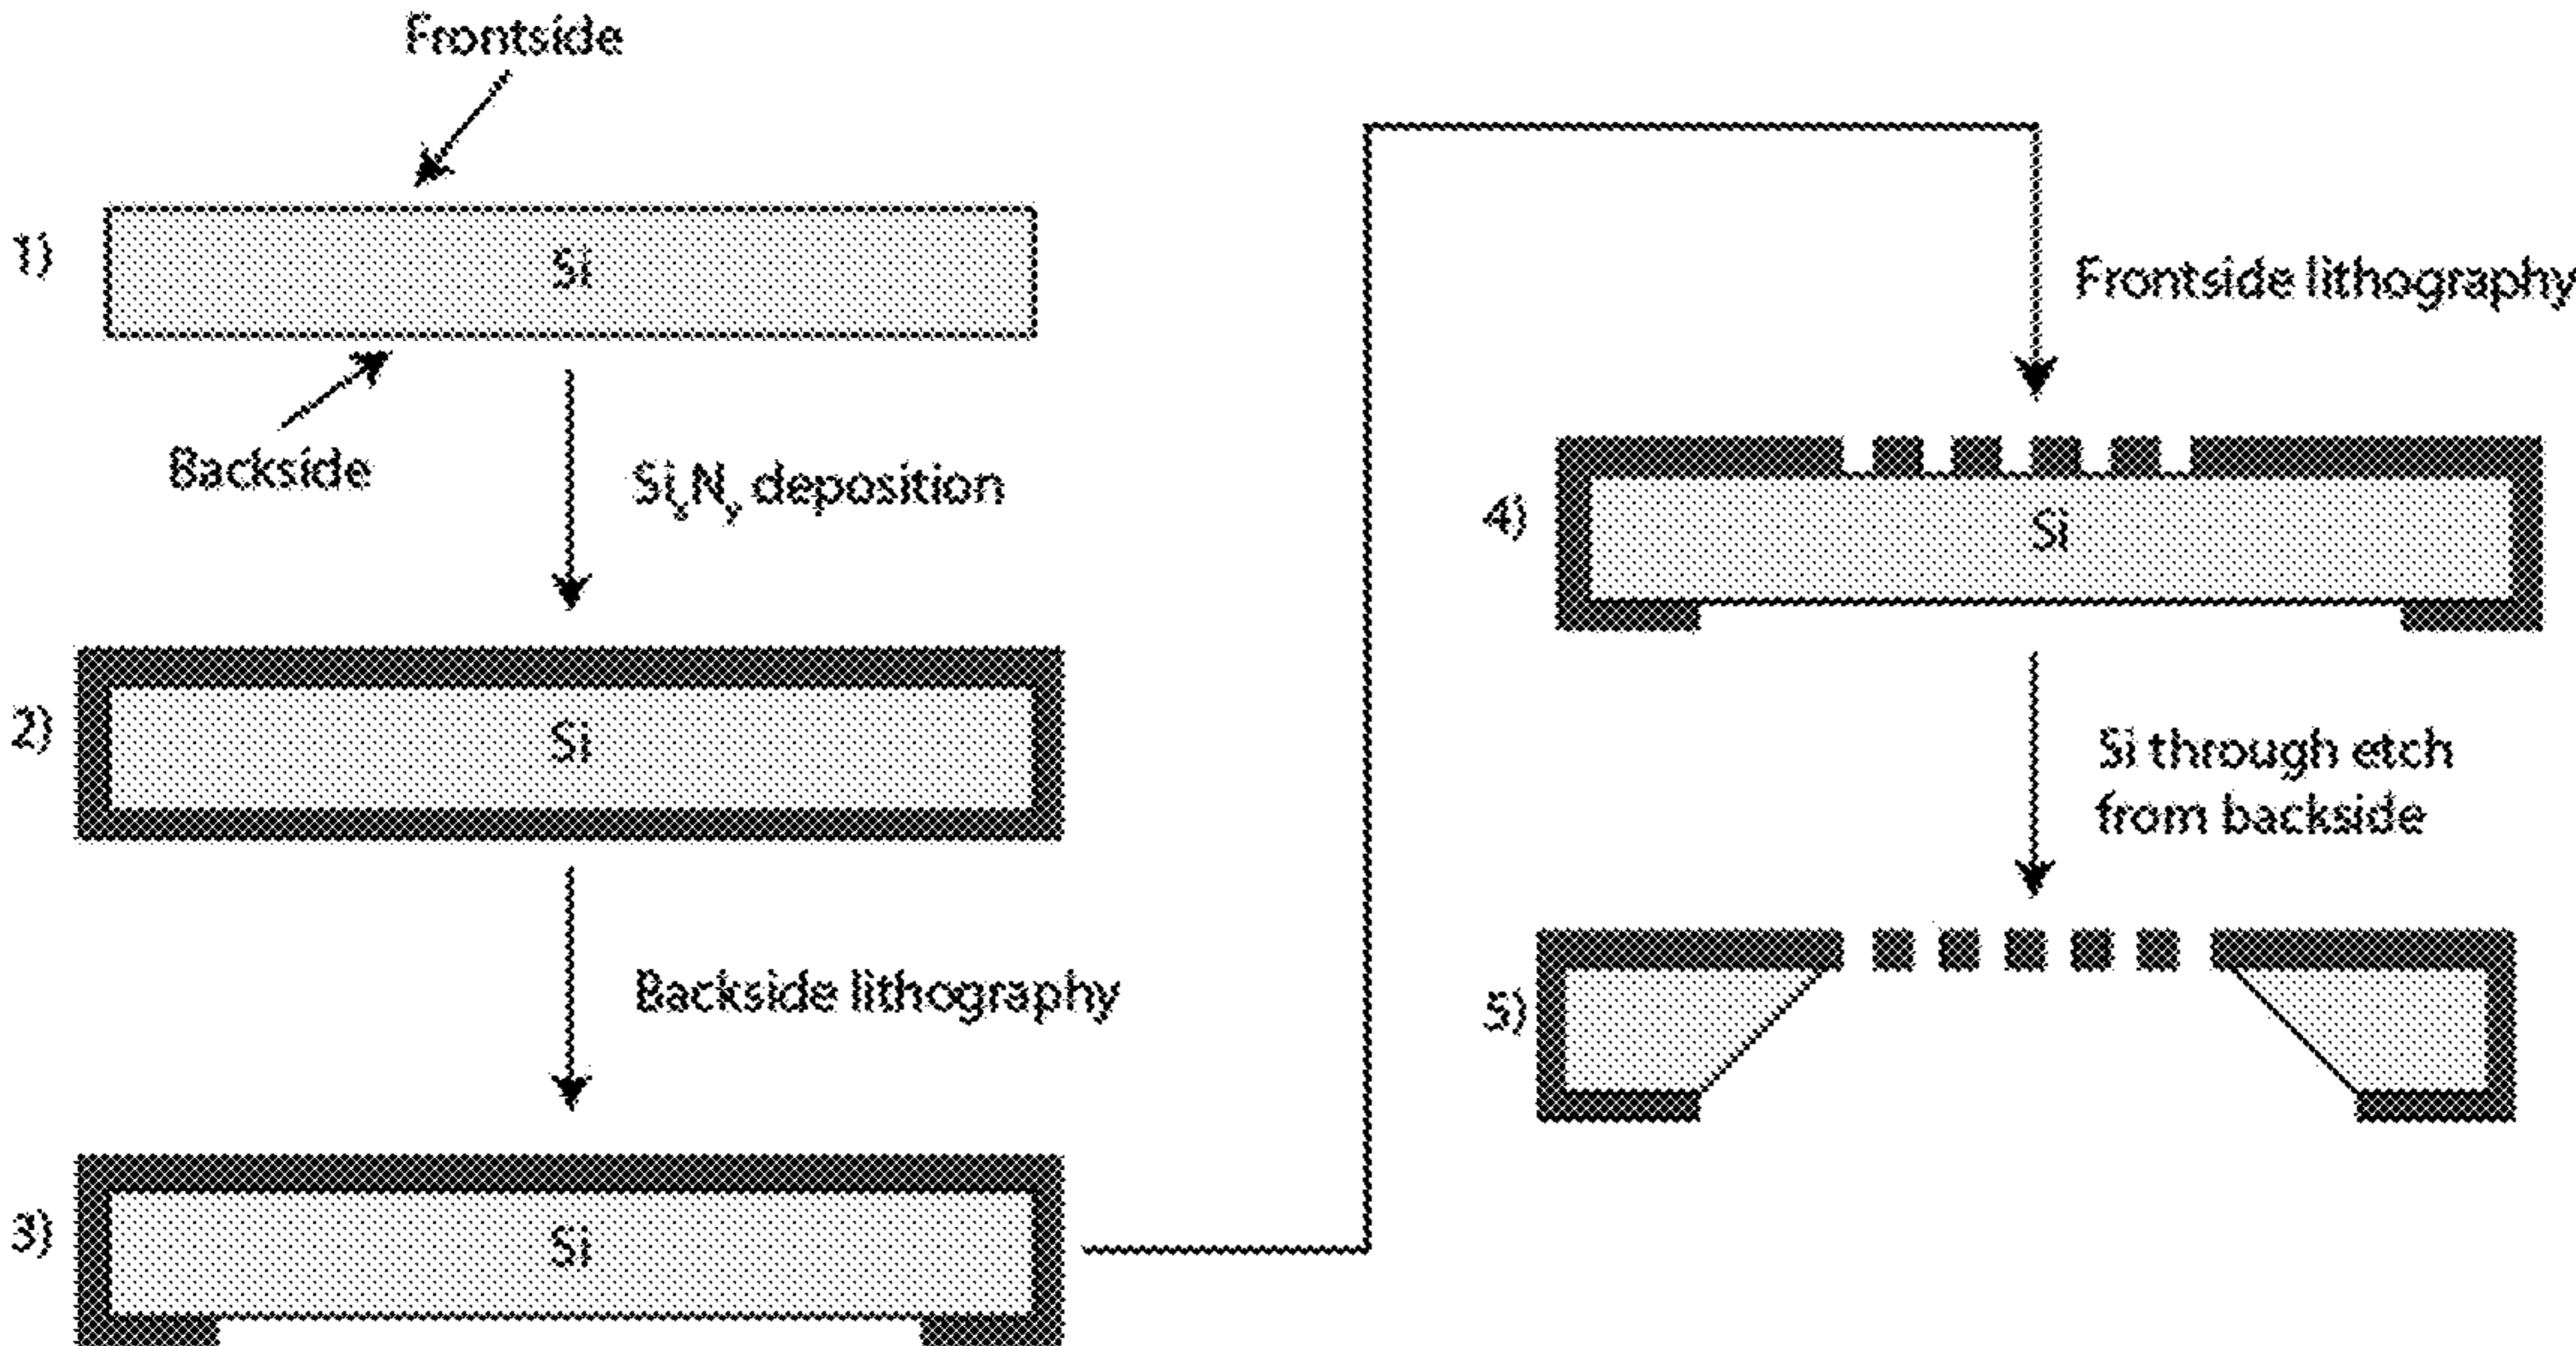 Frontside
1)
Si
Backside
SiₓNᵧ deposition
2)
Si
Backside lithography
3)
Si
Frontside lithography
4)
Si
Si through etch
from backside
5)